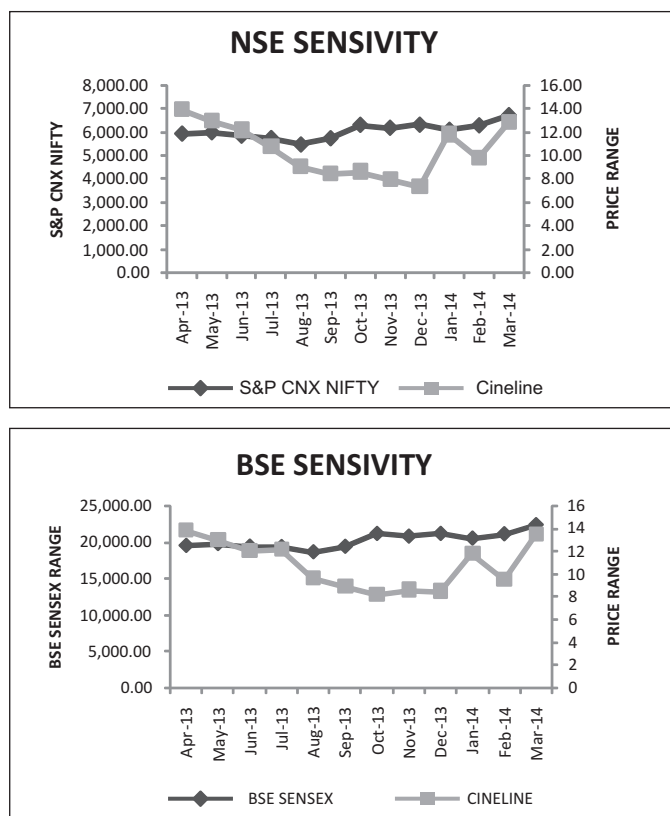 NSE SENSIVITY
S&P CNX NIFTY
8,000.00
7,000.00
6,000.00
5,000.00
4,000.00
3,000.00
2,000.00
1,000.00
0.00
16.00
14.00
12.00
10.00
8.00
6.00
4.00
2.00
0.00
PRICE RANGE
Apr-13
May-13
Jun-13
Jul-13
Aug-13
Sep-13
Oct-13
Nov-13
Dec-13
Jan-14
Feb-14
Mar-14
S&P CNX NIFTY
Cineline
BSE SENSIVITY
BSE SENSEX RANGE
25,000.00
20,000.00
15,000.00
10,000.00
5,000.00
0.00
16
14
12
10
8
6
4
2
0
PRICE RANGE
Apr-13
May-13
Jun-13
Jul-13
Aug-13
Sep-13
Oct-13
Nov-13
Dec-13
Jan-14
Feb-14
Mar-14
BSE SENSEX
CINELINE